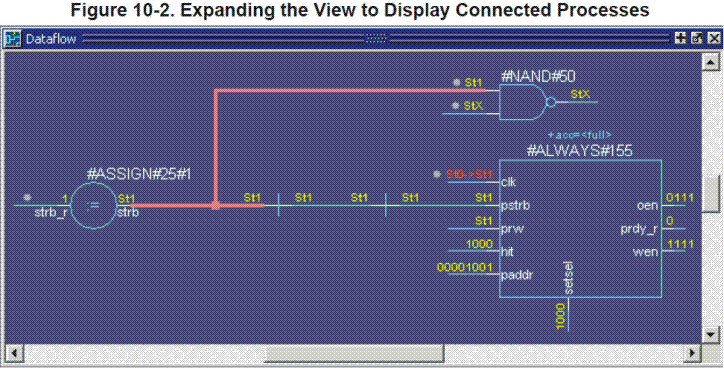 Figure 10-2. Expanding the View to Display Connected Processes
Dataflow
#NAND#50
St1
StX
StX
+acc=<full>
#ALWAYS#155
#ASSIGN#25#1
St0->St1
clk
1
strb_r
:=
St1
strb
St1
St1
St1
St1
pstrb
oen
0111
St1
prw
prdy_r
0
1000
hit
wen
1111
00001001
paddr
setsel
1000